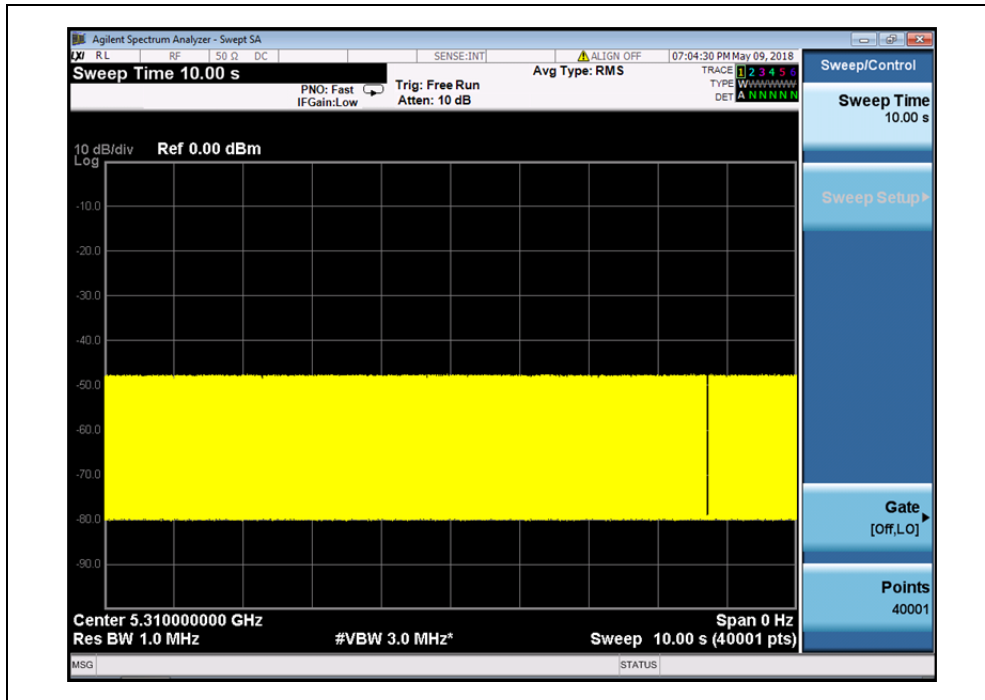 Agilent Spectrum Analyzer - Swept SA
LXI RL RF 50 Ω DC SENSE:INT ALIGN OFF 07:04:30 PM May 09, 2018
Sweep Time 10.00 s
PNO: Fast
IFGain:Low
Trig: Free Run
Atten: 10 dB
Avg Type: RMS
TRACE 1 2 3 4 5 6
TYPE WWWWWW
DET A N N N N N
10 dB/div Ref 0.00 dBm
Log
-10.0
-20.0
-30.0
-40.0
-50.0
-60.0
-70.0
-80.0
-90.0
Center 5.310000000 GHz Span 0 Hz
Res BW 1.0 MHz #VBW 3.0 MHz* Sweep 10.00 s (40001 pts)
MSG STATUS
Sweep/Control
Sweep Time
10.00 s
Sweep Setup
Gate
[Off,LO]
Points
40001